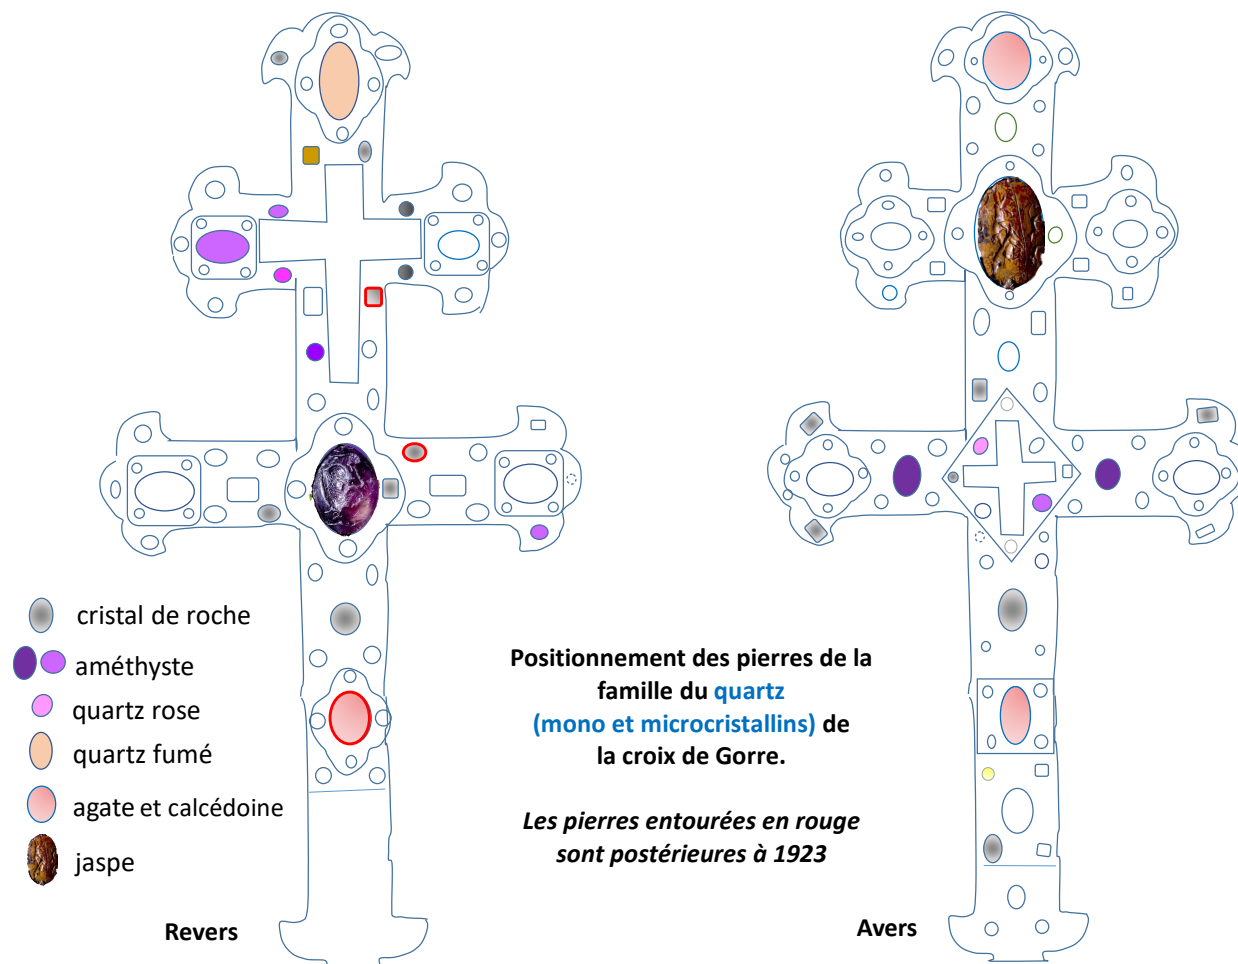 cristal de roche
améthyste
quartz rose
quartz fumé
agate et calcédoine
jaspe
Positionnement des pierres de la
famille du quartz
(mono et microcristallins) de
la croix de Gorre.
Les pierres entourées en rouge
sont postérieures à 1923
Revers
Avers